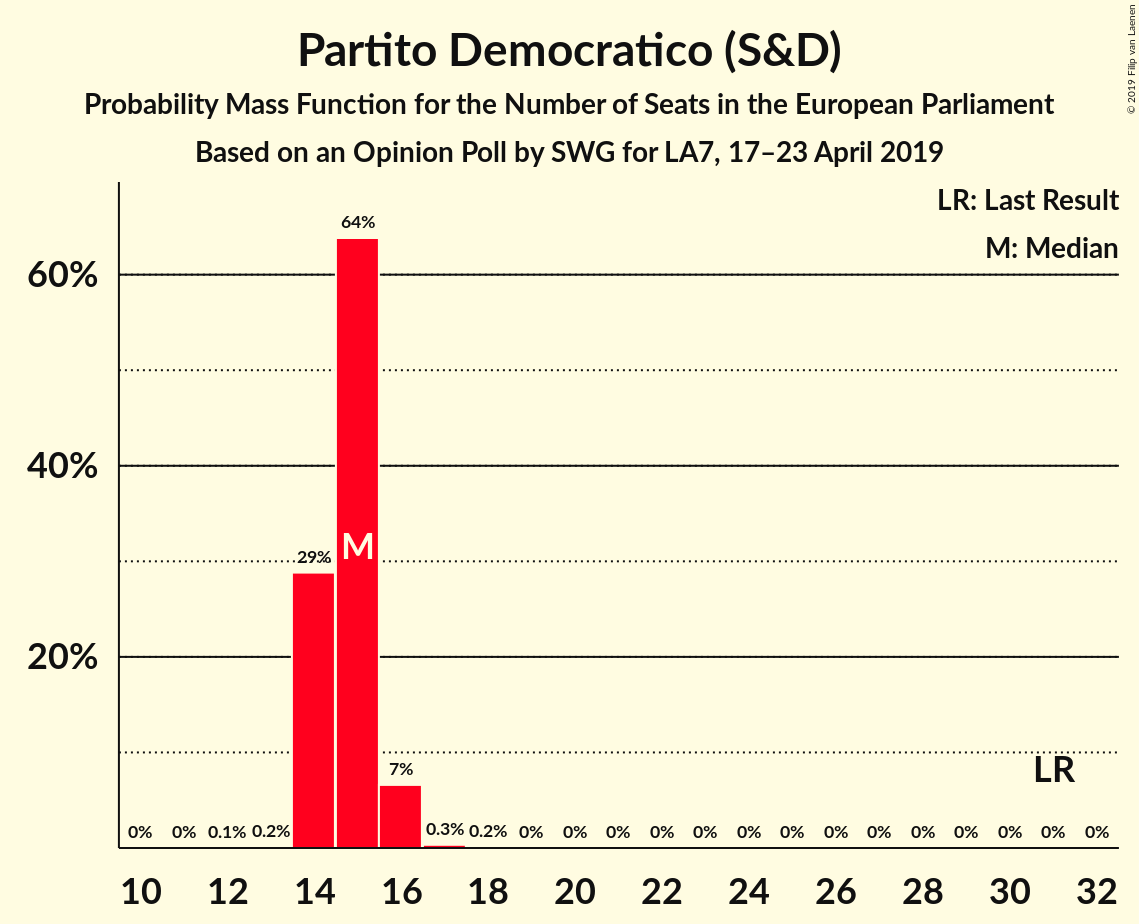 Partito Democratico (S&D)
Probability Mass Function for the Number of Seats in the European Parliament
Based on an Opinion Poll by SWG for LA7, 17–23 April 2019
© 2019 Filip van Laenen
LR: Last Result
M: Median
60%
40%
20%
0% 0% 0.1% 0.2% 29% 64% 7% 0.3% 0.2% 0% 0% 0% 0% 0% 0% 0% 0% 0% 0% 0% 0% 0% 0%
M
LR
10 12 14 16 18 20 22 24 26 28 30 32